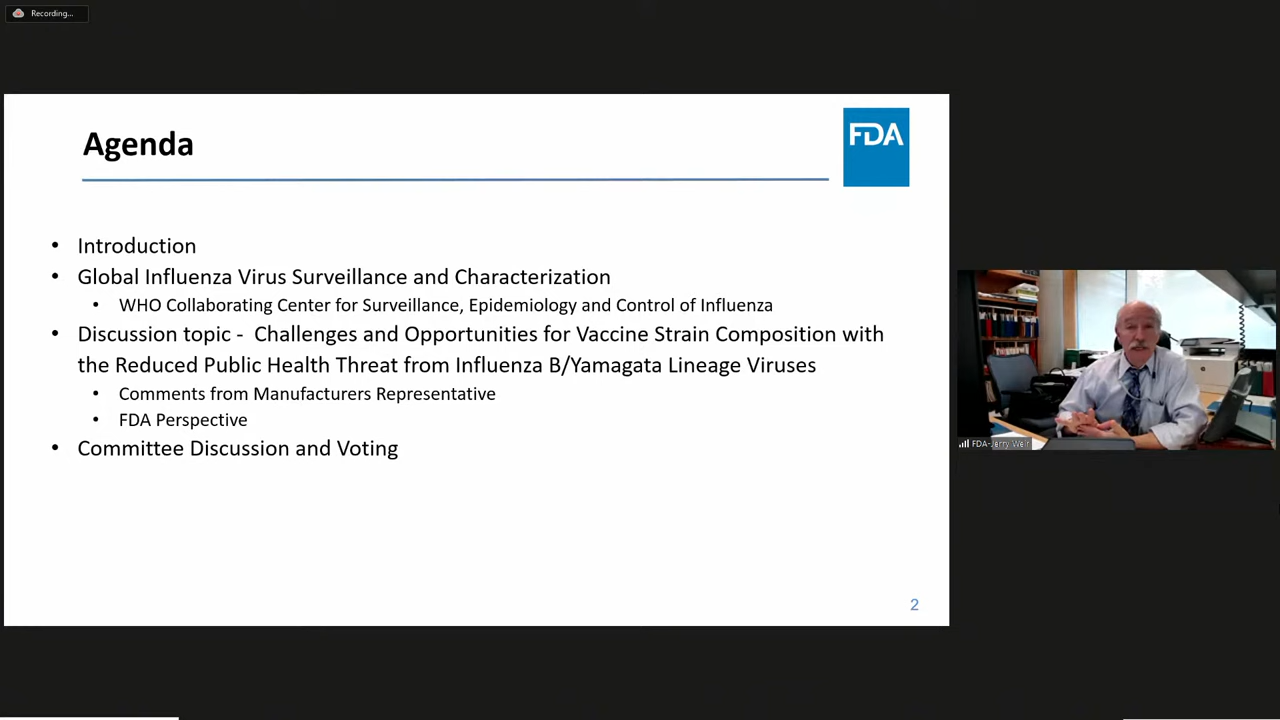 Recording...
Agenda
FDA
• Introduction
• Global Influenza Virus Surveillance and Characterization
• WHO Collaborating Center for Surveillance, Epidemiology and Control of Influenza
• Discussion topic - Challenges and Opportunities for Vaccine Strain Composition with
the Reduced Public Health Threat from Influenza B/Yamagata Lineage Viruses
• Comments from Manufacturers Representative
• FDA Perspective
• Committee Discussion and Voting
2
FDA-Jerry Weir